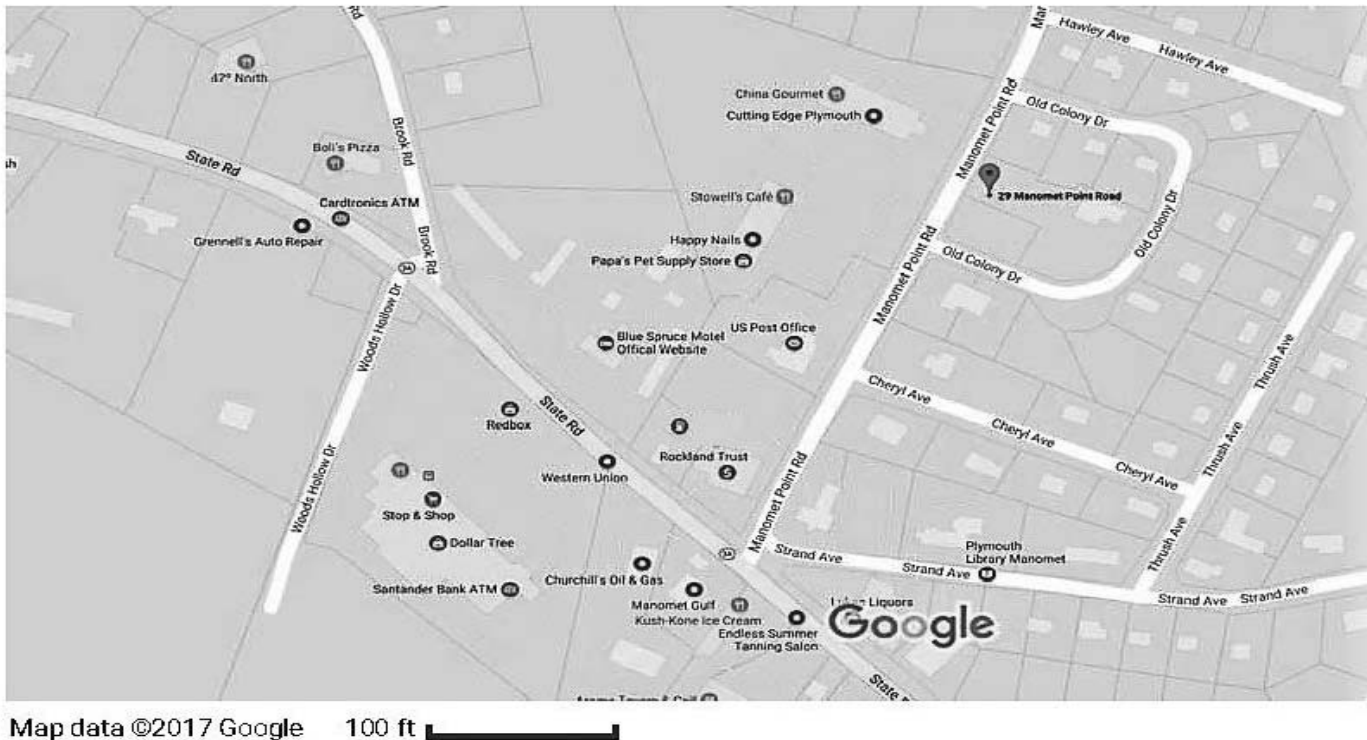 Rd
Hawley Ave
Hawley Ave
42° North
China Gourmet
Cutting Edge Plymouth
Manomet Point Rd
Old Colony Dr
Brook Rd
Boli's Pizza
State Rd
Cardtronics ATM
Grennell's Auto Repair
Stowell's Café
29 Manomet Point Road
Old Colony Dr
Brook Rd
Happy Nails
Papa's Pet Supply Store
Manomet Point Rd
Old Colony Dr
3A
Woods Hollow Dr
Blue Spruce Motel
Offical Website
US Post Office
Thrush Ave
Cheryl Ave
Redbox
State Rd
Cheryl Ave
Thrush Ave
Rockland Trust
Western Union
Cheryl Ave
Woods Hollow Dr
Manomet Point Rd
Stop & Shop
Dollar Tree
3A
Strand Ave
Plymouth
Library Manomet
Thrush Ave
Strand Ave
Churchill's Oil & Gas
Santander Bank ATM
Manomet Gulf
Kush-Kone Ice Cream
Liquors
Strand Ave
Strand Ave
Endless Summer
Tanning Salon
Google
State
Map data ©2017 Google 100 ft